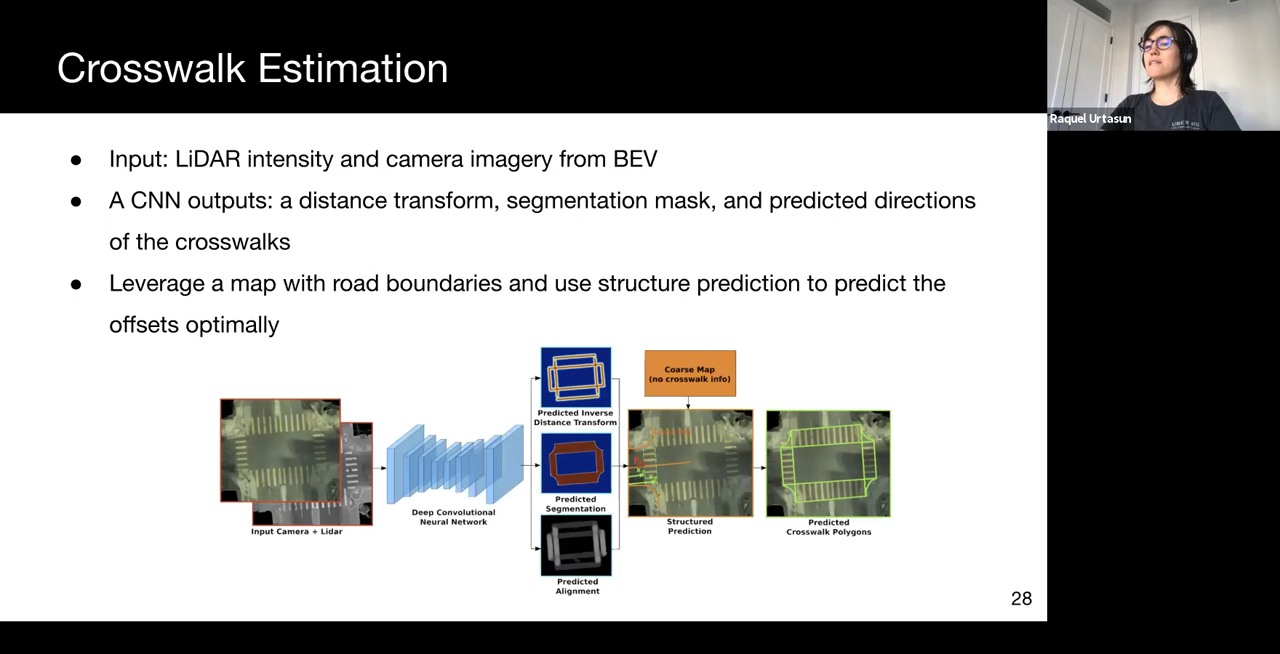 Crosswalk Estimation
Raquel Urtasun
UBER ATG
● Input: LiDAR intensity and camera imagery from BEV
● A CNN outputs: a distance transform, segmentation mask, and predicted directions
of the crosswalks
● Leverage a map with road boundaries and use structure prediction to predict the
offsets optimally
Input Camera + Lidar
Deep Convolutional
Neural Network
Predicted Inverse
Distance Transform
Predicted
Segmentation
Predicted
Alignment
Coarse Map
(no crosswalk info)
Structured
Prediction
Predicted
Crosswalk Polygons
28